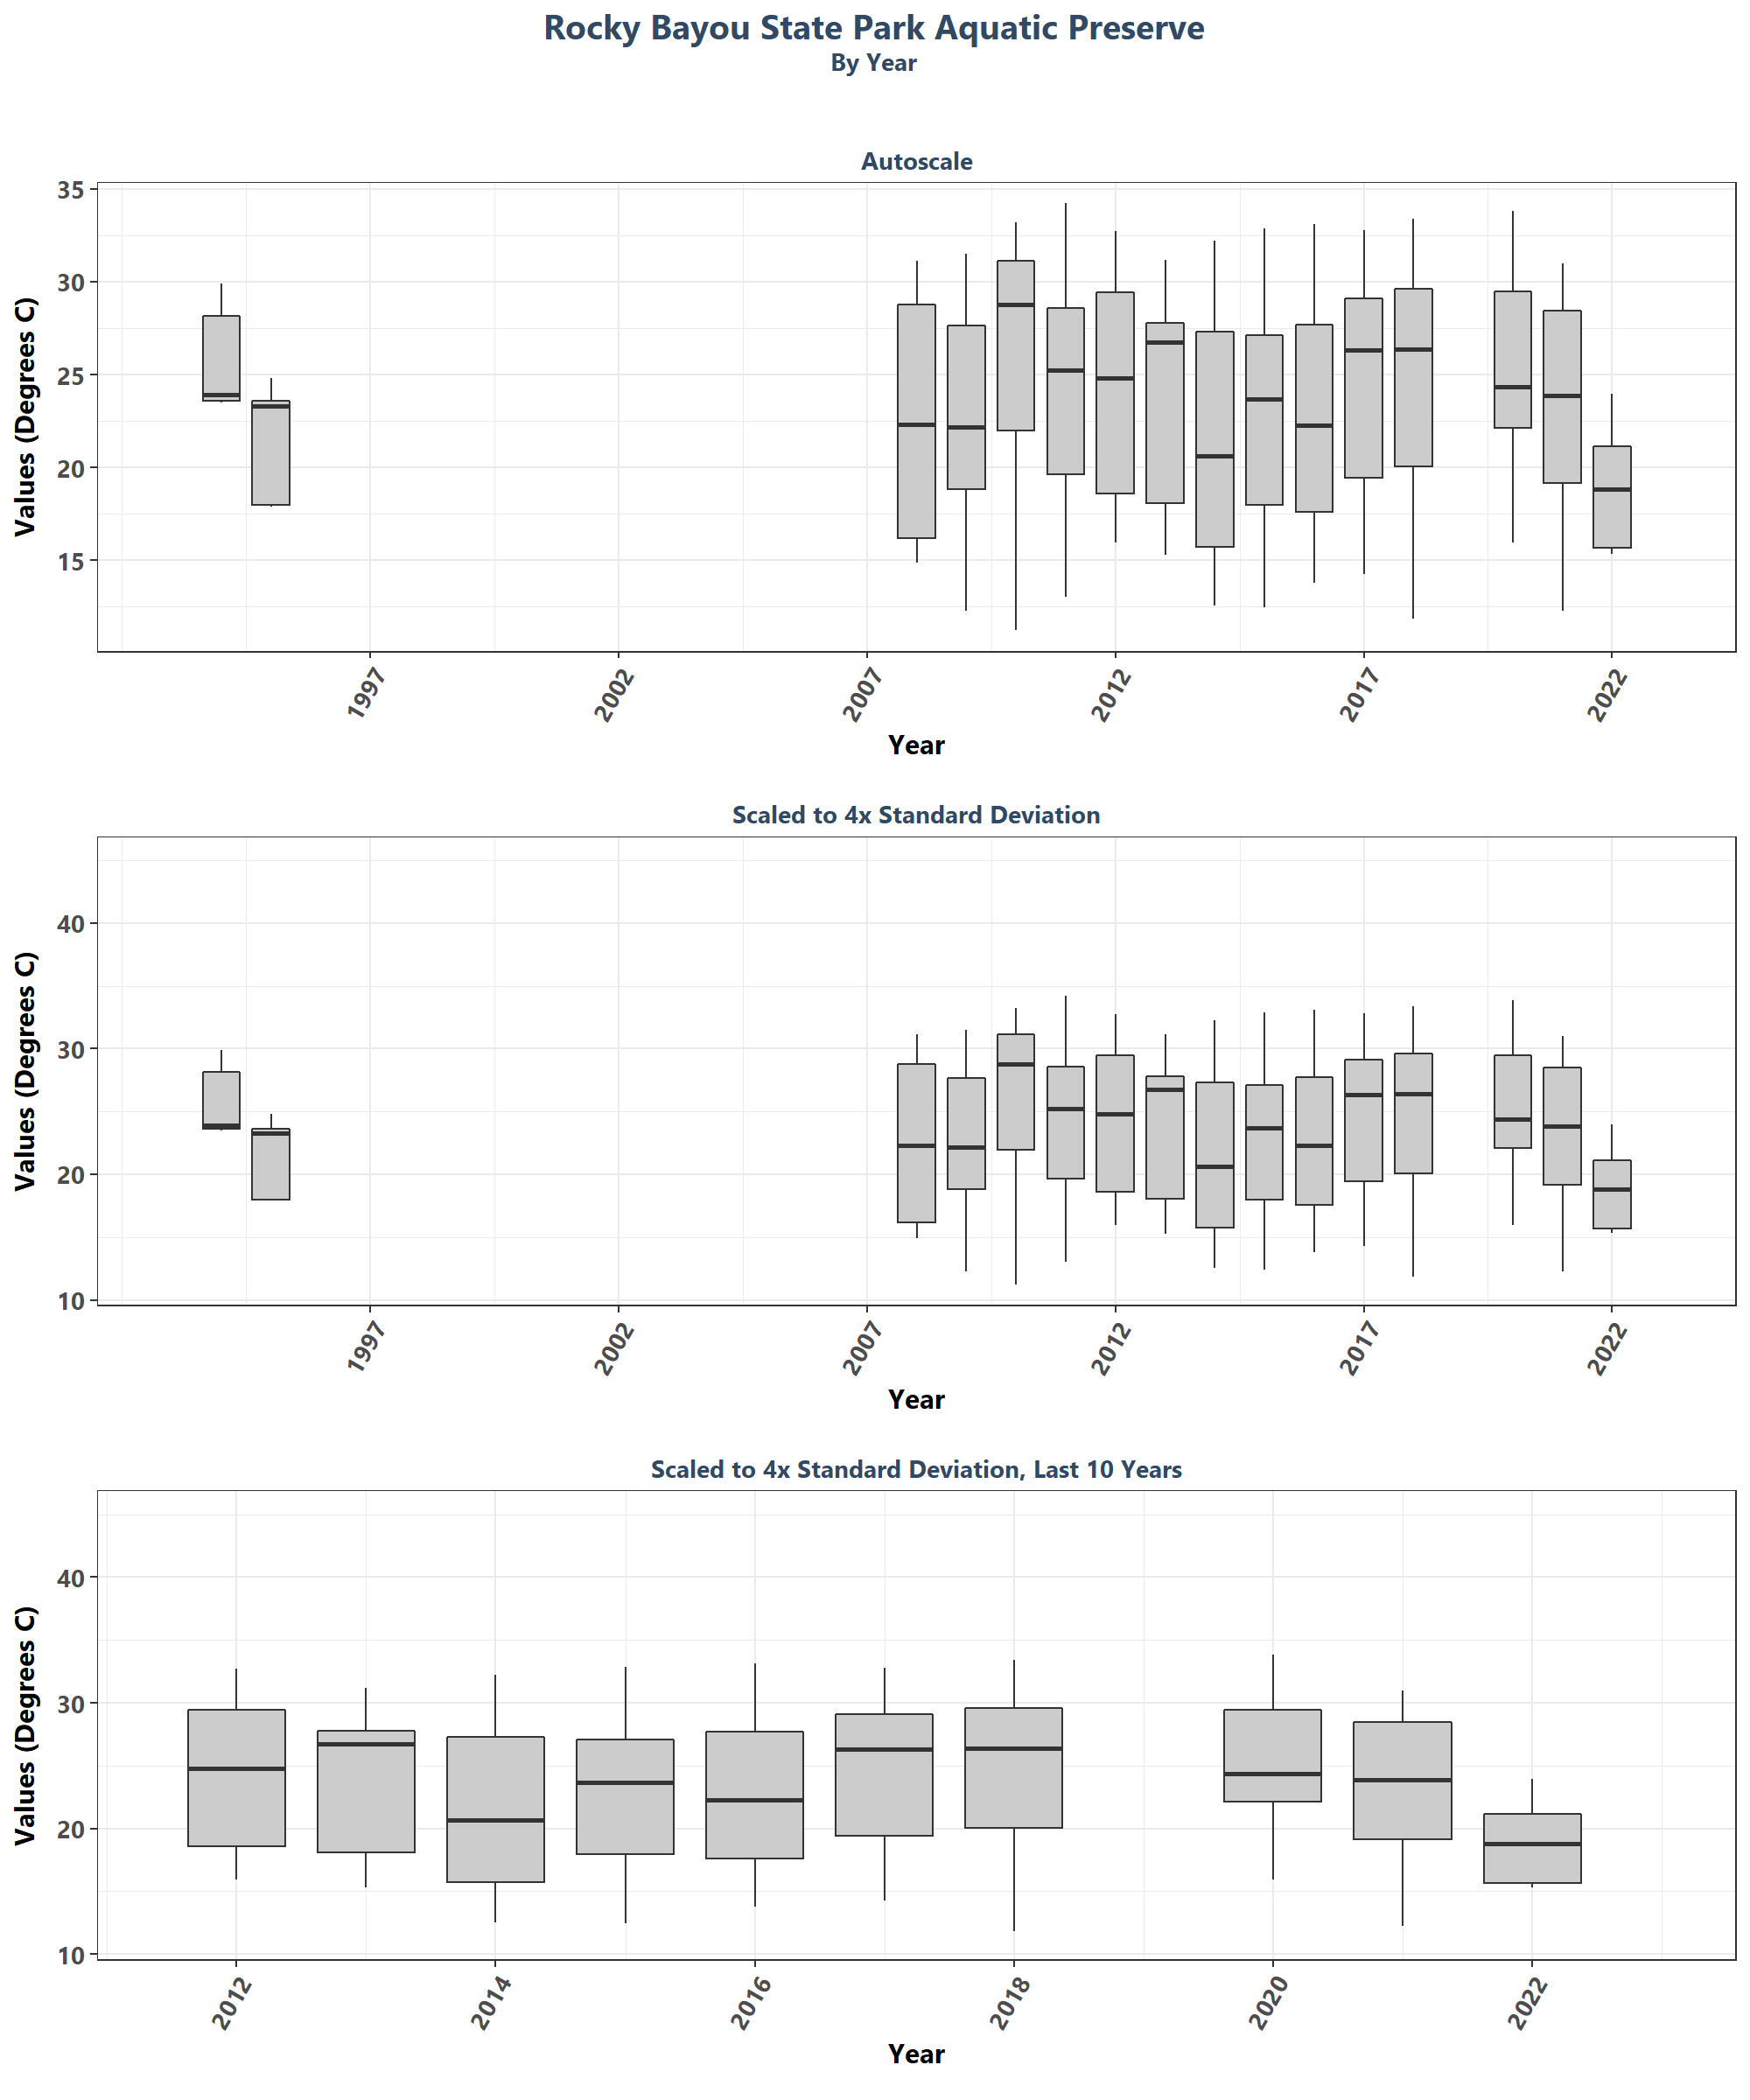 Rocky Bayou State Park Aquatic Preserve
By Year
Autoscale
Values (Degrees C)
35
30
25
20
15
1997
2002
2007
2012
2017
2022
Year
Scaled to 4x Standard Deviation
Values (Degrees C)
40
30
20
10
1997
2002
2007
2012
2017
2022
Year
Scaled to 4x Standard Deviation, Last 10 Years
Values (Degrees C)
40
30
20
10
2012
2014
2016
2018
2020
2022
Year